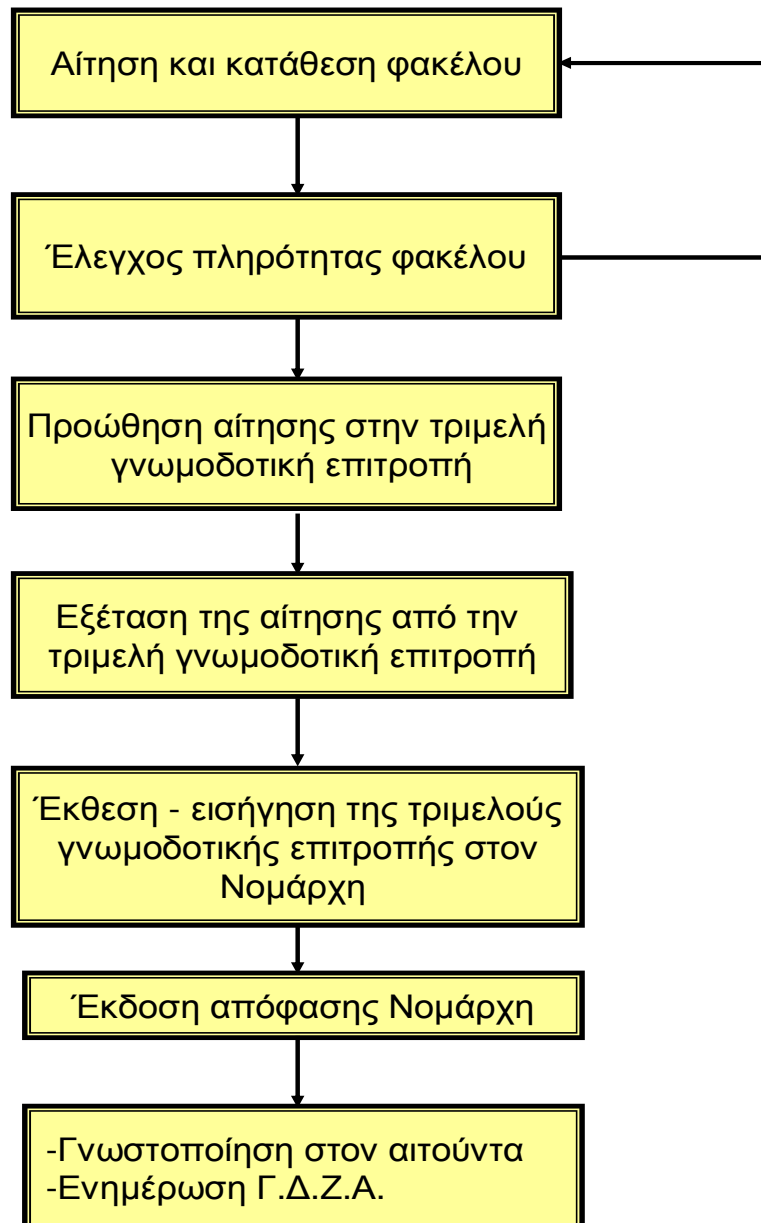 Αίτηση και κατάθεση φακέλου
Έλεγχος πληρότητας φακέλου
Προώθηση αίτησης στην τριμελή
γνωμοδοτική επιτροπή
Εξέταση της αίτησης από την
τριμελή γνωμοδοτική επιτροπή
Έκθεση - εισήγηση της τριμελούς
γνωμοδοτικής επιτροπής στον
Νομάρχη
Έκδοση απόφασης Νομάρχη
-Γνωστοποίηση στον αιτούντα
-Ενημέρωση Γ.Δ.Ζ.Α.